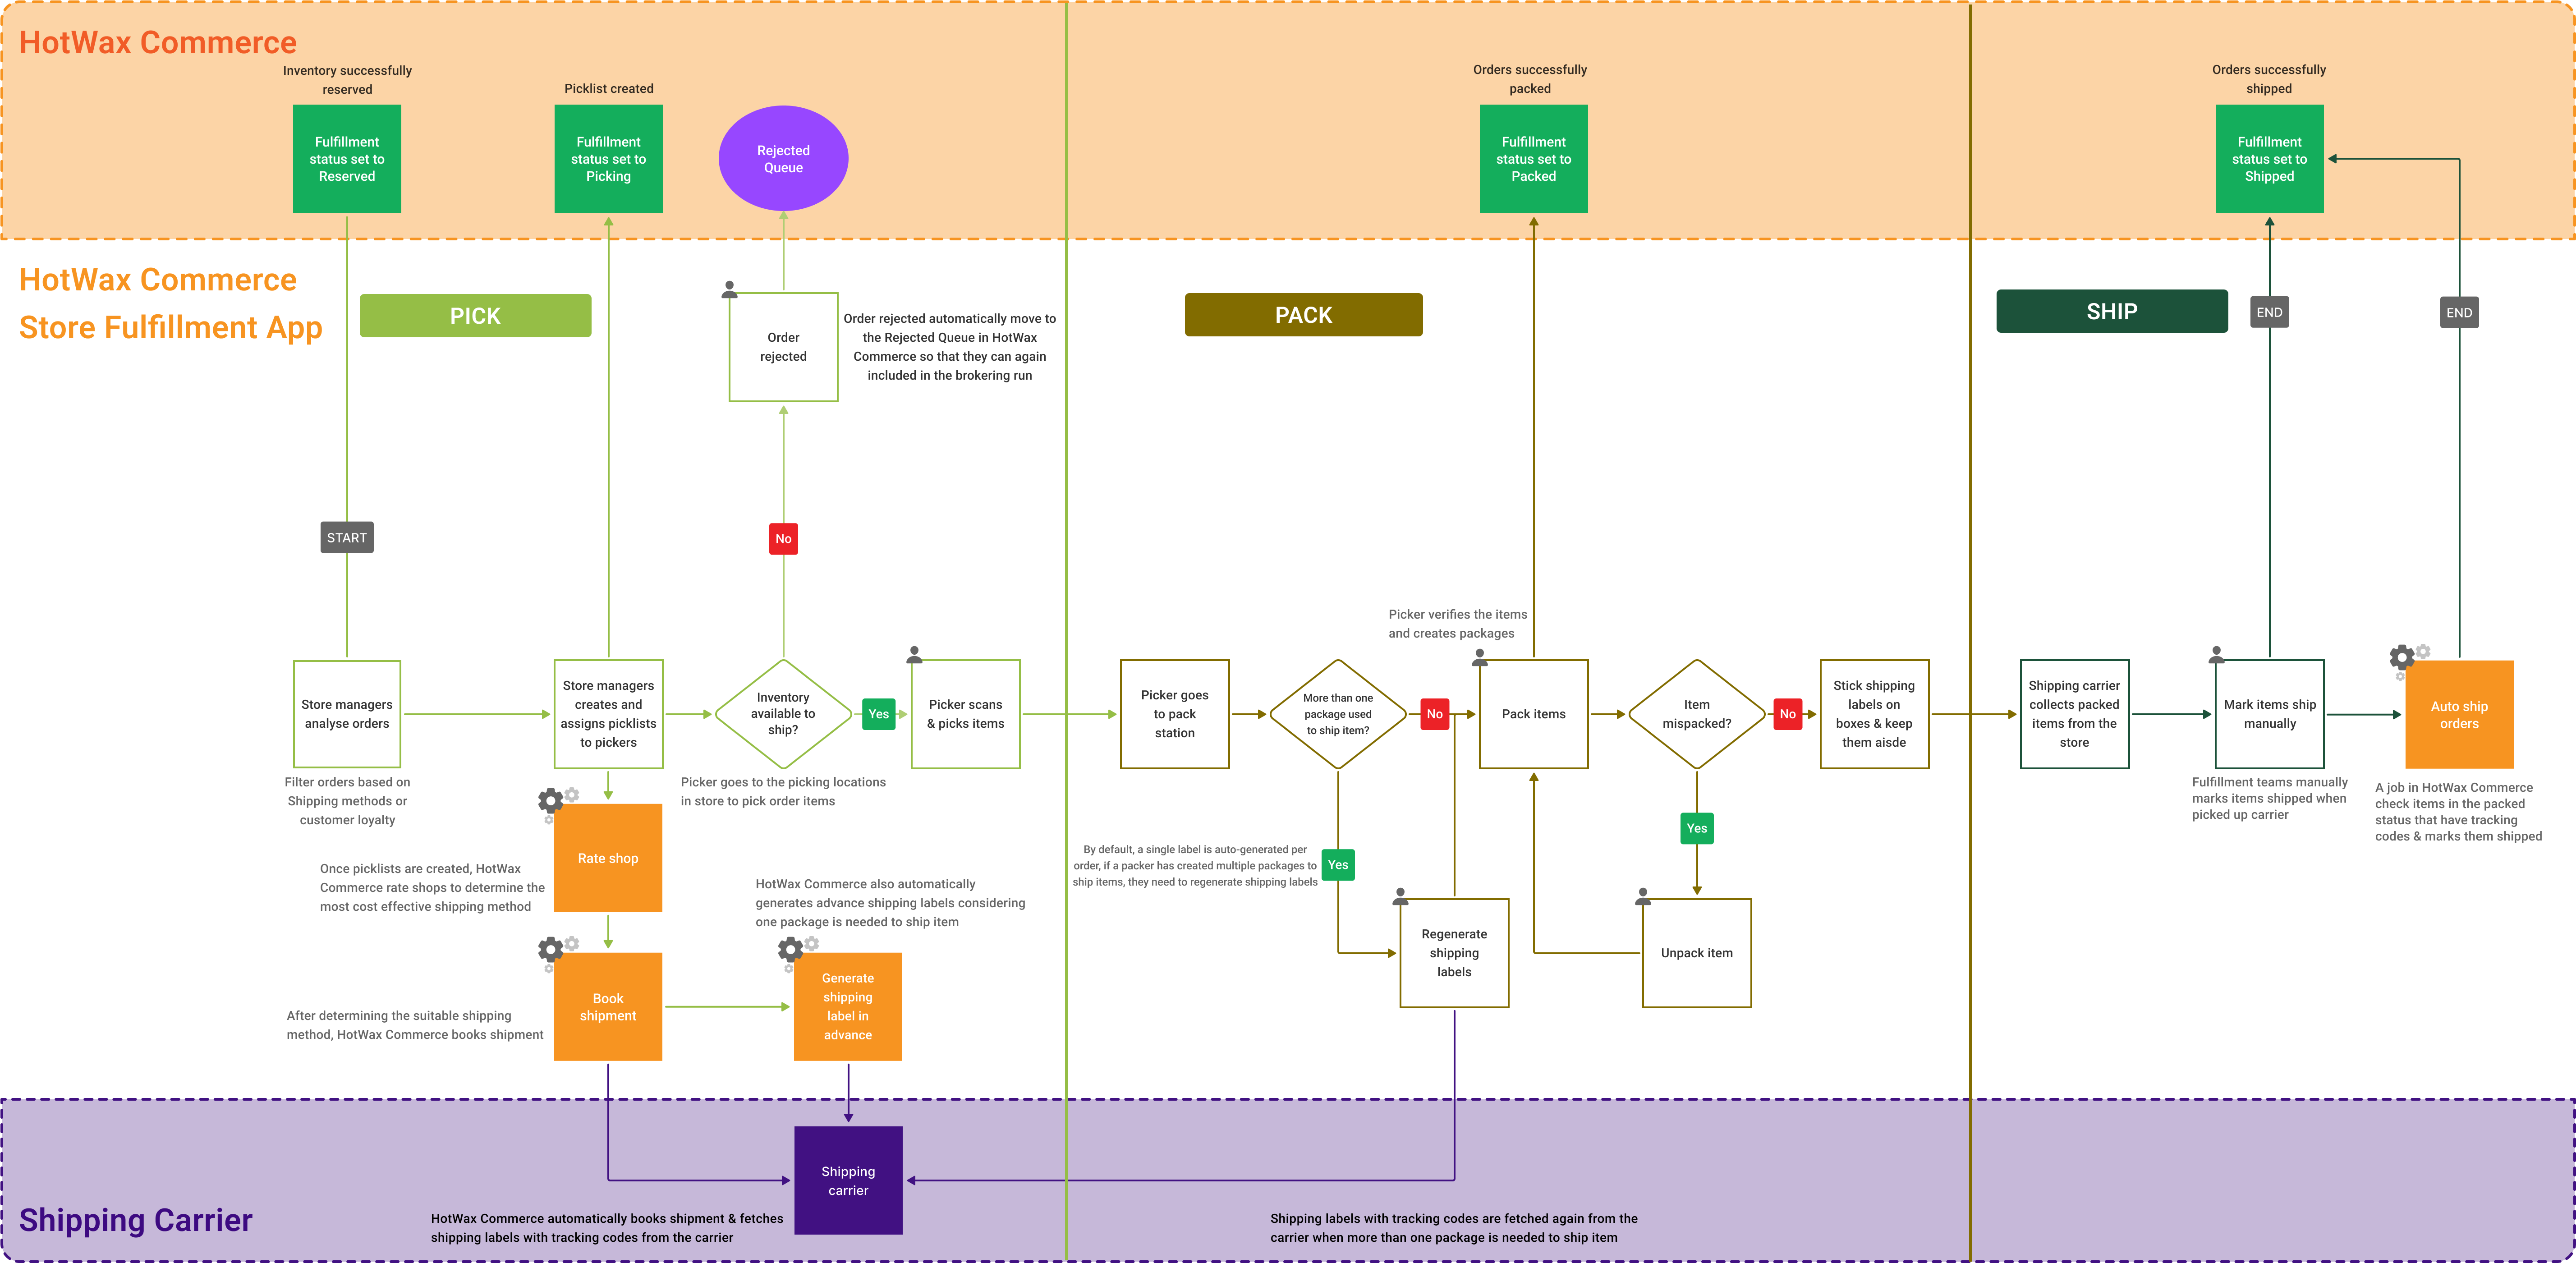 HotWax Commerce
Inventory successfully
reserved
Fulfillment
status set to
Reserved
Picklist created
Fulfillment
status set to
Picking
Rejected
Queue
Orders successfully
packed
Fulfillment
status set to
Packed
Orders successfully
shipped
Fulfillment
status set to
Shipped
HotWax Commerce
Store Fulfillment App
PICK
PACK
SHIP
END
END
Order
rejected
Order rejected automatically move to
the Rejected Queue in HotWax
Commerce so that they can again
included in the brokering run
START
No
Store managers
analyse orders
Filter orders based on
Shipping methods or
customer loyalty
Store managers
creates and
assigns picklists
to pickers
Inventory
available to
ship?
Yes
Picker scans
& picks items
Picker goes to the picking locations
in store to pick order items
Rate shop
Once picklists are created, HotWax
Commerce rate shops to determine the
most cost effective shipping method
Book
shipment
After determining the suitable shipping
method, HotWax Commerce books shipment
HotWax Commerce also automatically
generates advance shipping labels considering
one package is needed to ship item
Generate
shipping
label in
advance
Picker goes
to pack
station
More than one
package used
to ship item?
No
Picker verifies the items
and creates packages
Pack items
Item
mispacked?
No
Stick shipping
labels on
boxes & keep
them aisde
By default, a single label is auto-generated per
order, if a packer has created multiple packages to
ship items, they need to regenerate shipping labels
Yes
Regenerate
shipping
labels
Yes
Unpack item
Shipping carrier
collects packed
items from the
store
Mark items ship
manually
Fulfillment teams manually
marks items shipped when
picked up carrier
Auto ship
orders
A job in HotWax Commerce
check items in the packed
status that have tracking
codes & marks them shipped
Shipping Carrier
Shipping
carrier
HotWax Commerce automatically books shipment & fetches
shipping labels with tracking codes from the carrier
Shipping labels with tracking codes are fetched again from the
carrier when more than one package is needed to ship item